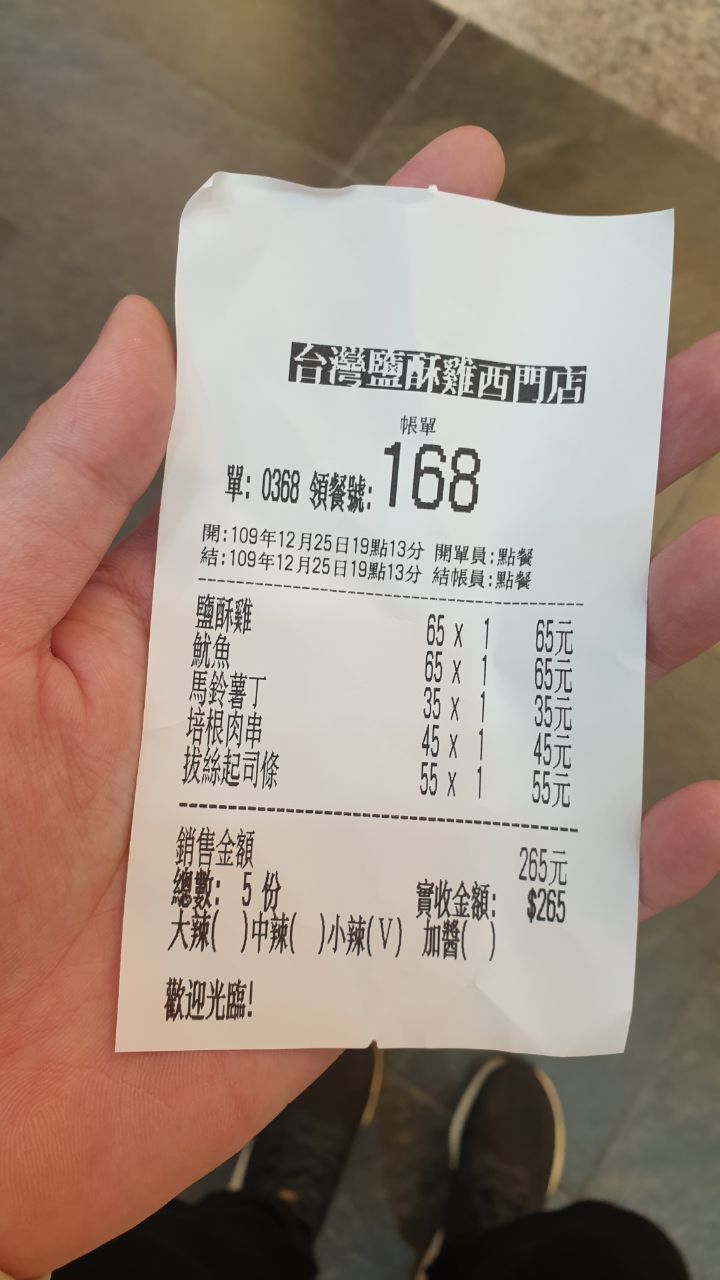 台灣鹽酥雞西門店
帳單
單: 0368 領餐號: 168
開:109年12月25日19點13分 開單員:點餐
結:109年12月25日19點13分 結帳員:點餐
鹽酥雞 65 x 1 65元
魷魚 65 x 1 65元
馬鈴薯丁 35 x 1 35元
培根肉串 45 x 1 45元
拔絲起司條 55 x 1 55元
銷售金額 265元
總數: 5 份 實收金額: $265
大辣( )中辣( )小辣(V) 加醬( )
歡迎光臨!